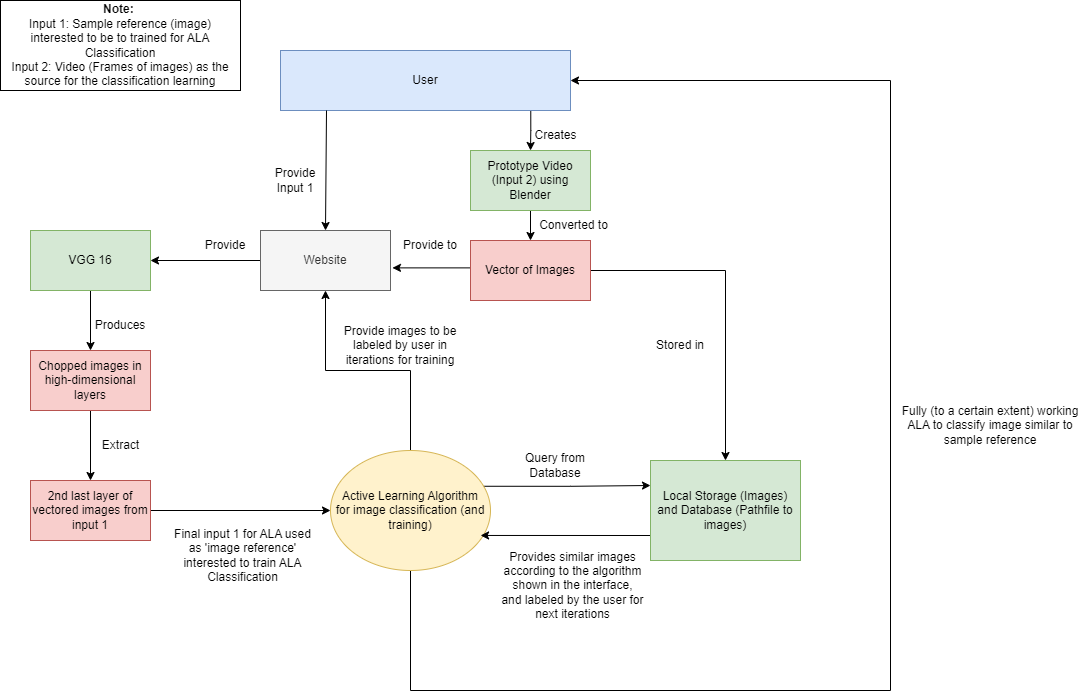 Note:
Input 1: Sample reference (image)
interested to be to trained for ALA
Classification
Input 2: Video (Frames of images) as the
source for the classification learning
User
Creates
Provide
Input 1
Prototype Video
(Input 2) using
Blender
Converted to
Provide
Provide to
VGG 16
Website
Vector of Images
Produces
Provide images to be
labeled by user in
iterations for training
Stored in
Chopped images in
high-dimensional
layers
Fully (to a certain extent) working
ALA to classify image similar to
sample reference
Extract
Query from
Database
2nd last layer of
vectored images from
input 1
Active Learning Algorithm
for image classification (and
training)
Local Storage (Images)
and Database (Pathfile to
images)
Final input 1 for ALA used
as 'image reference'
interested to train ALA
Classification
Provides similar images
according to the algorithm
shown in the interface,
and labeled by the user for
next iterations